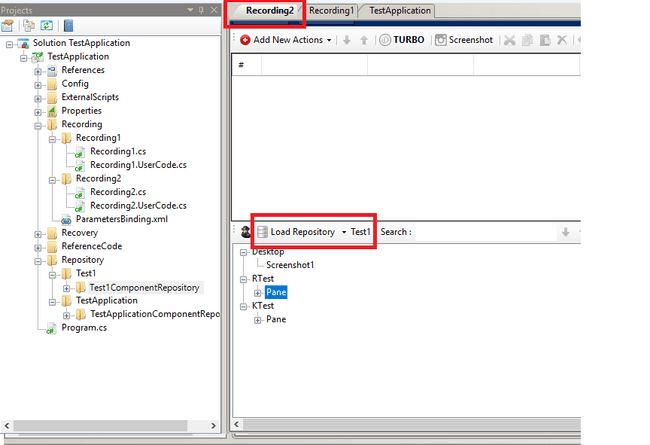 Projects
Solution TestApplication
TestApplication
References
Config
ExternalScripts
Properties
Recording
Recording1
Recording1.cs
Recording1.UserCode.cs
Recording2
Recording2.cs
Recording2.UserCode.cs
ParametersBinding.xml
Recovery
ReferenceCode
Repository
Test1
Test1ComponentRepository
TestApplication
TestApplicationComponentRepo
Program.cs
Recording2 Recording1 TestApplication
Add New Actions TURBO Screenshot
#
Load Repository Test1 Search :
Desktop
Screenshot1
RTest
Pane
KTest
Pane